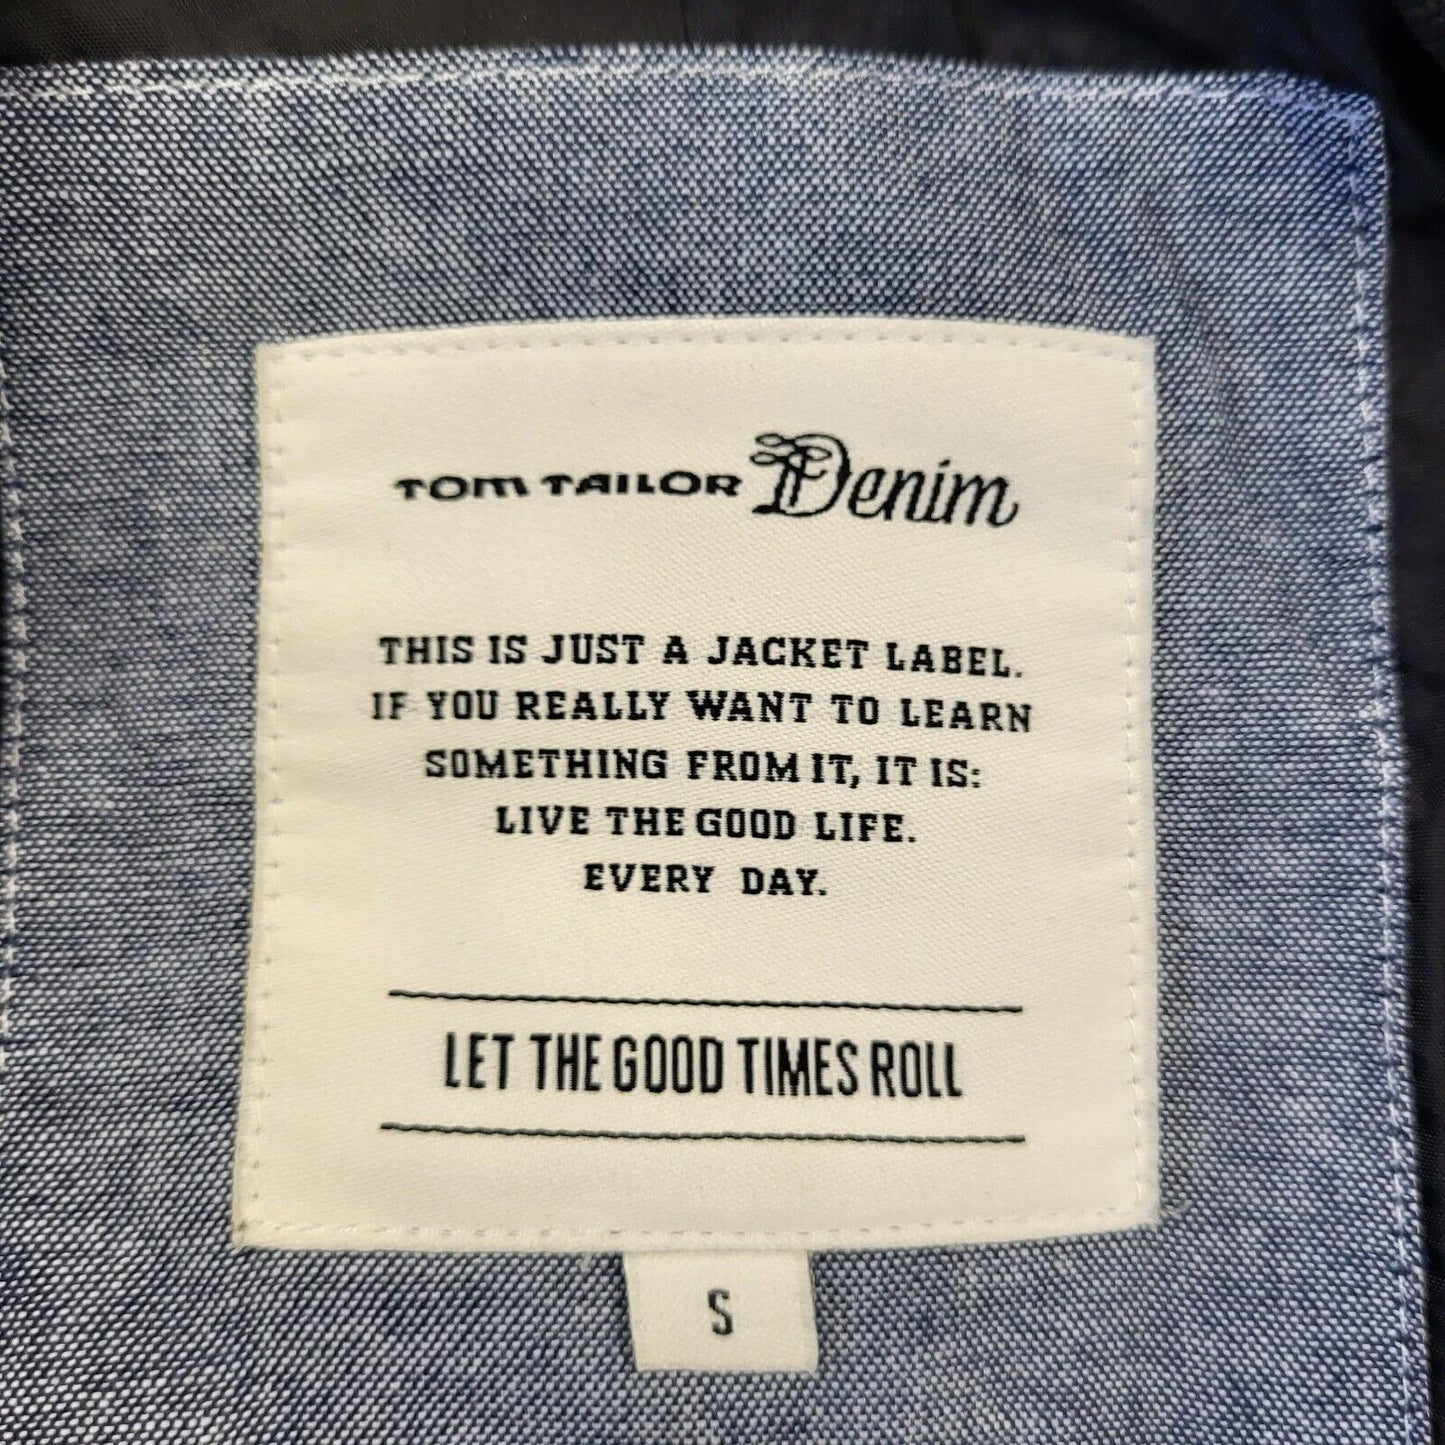 TOM TAILOR Denim
THIS IS JUST A JACKET LABEL.
IF YOU REALLY WANT TO LEARN
SOMETHING FROM IT, IT IS:
LIVE THE GOOD LIFE.
EVERY DAY.
LET THE GOOD TIMES ROLL
S